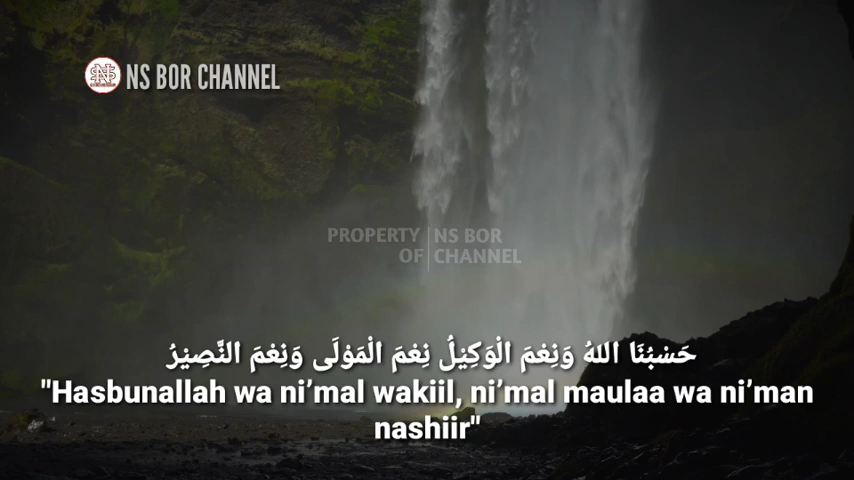 NS BOR CHANNEL
PROPERTY OF
NS BOR CHANNEL
حَسْبُنَا اللهُ وَنِعْمَ الْوَكِيْلُ نِعْمَ الْمَوْلَى وَنِعْمَ النَّصِيْرُ
"Hasbunallah wa ni’mal wakiil, ni’mal maulaa wa ni’man
nashiir"